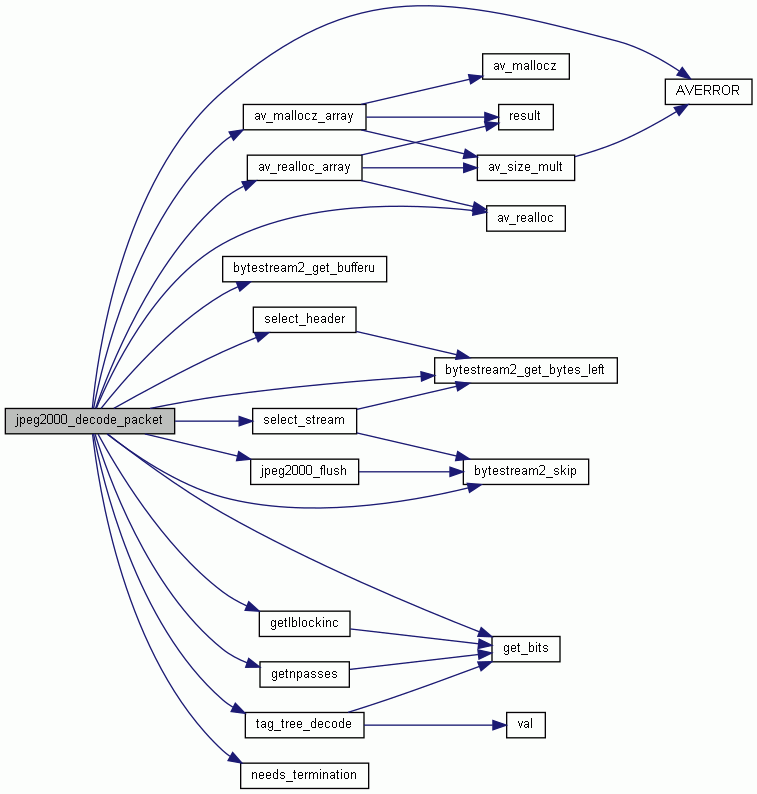 av_mallocz
AVERROR
av_mallocz_array
result
av_realloc_array
av_size_mult
av_realloc
bytestream2_get_bufferu
select_header
bytestream2_get_bytes_left
jpeg2000_decode_packet
select_stream
jpeg2000_flush
bytestream2_skip
getlblockinc
get_bits
getnpasses
tag_tree_decode
val
needs_termination